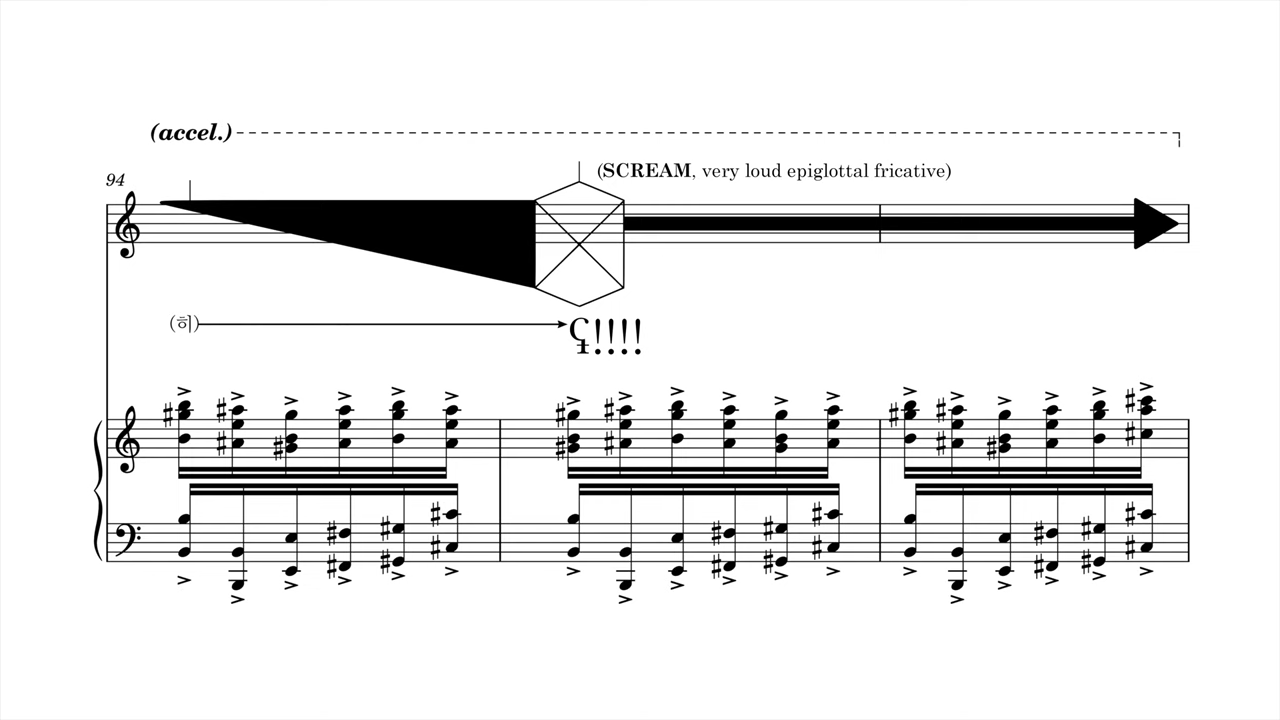 (accel.)
94
(SCREAM, very loud epiglottal fricative)
(히)
ʢ!!!!